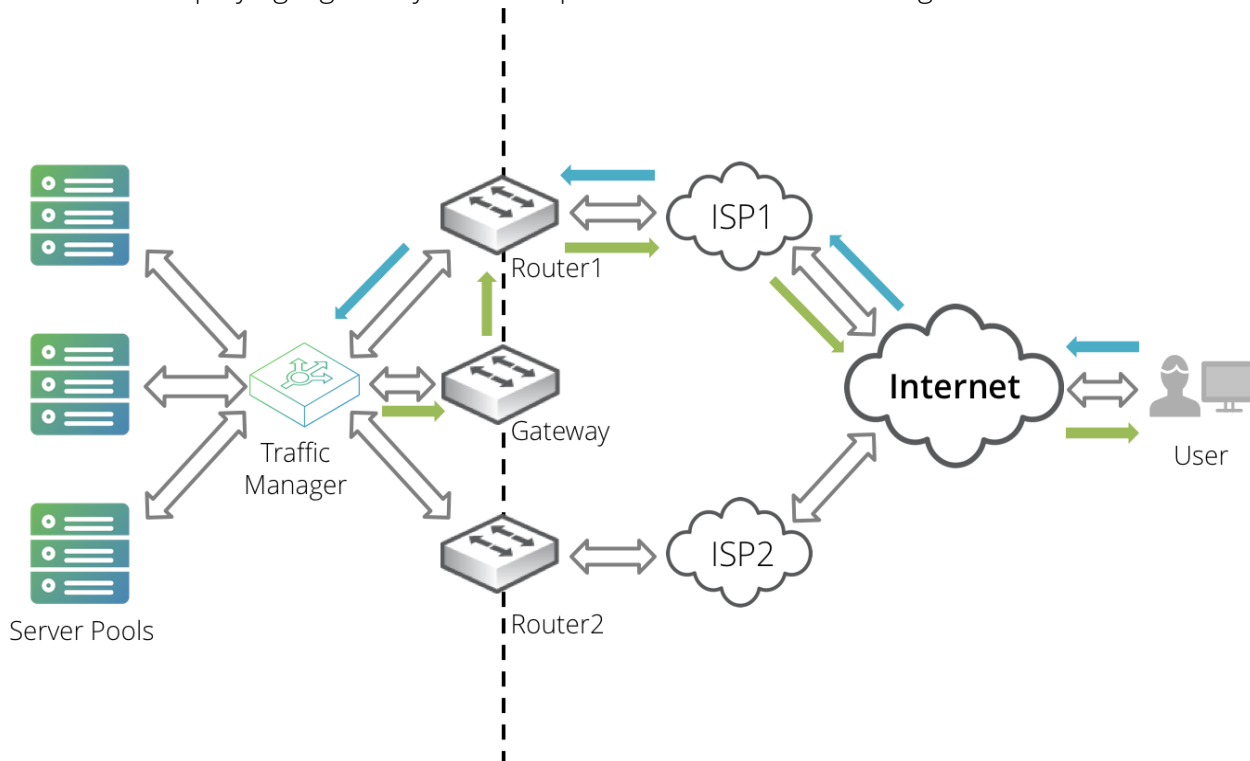 ISP1
Router1
Internet
Gateway
Traffic
Manager
User
ISP2
Server Pools
Router2